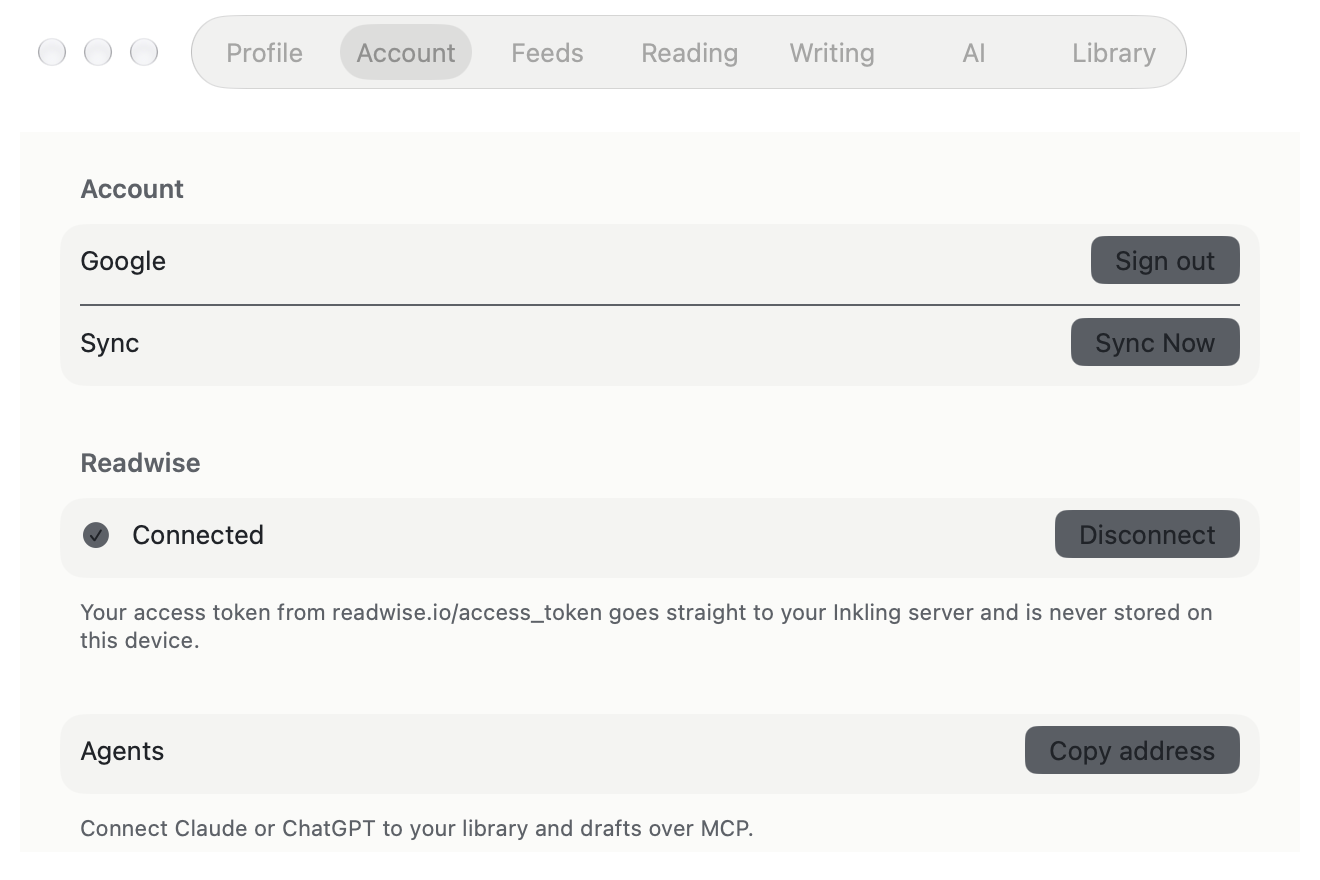 Profile Account Feeds Reading Writing AI Library
Account
Google Sign out
Sync Sync Now
Readwise
Connected Disconnect
Your access token from readwise.io/access_token goes straight to your Inkling server and is never stored on
this device.
Agents Copy address
Connect Claude or ChatGPT to your library and drafts over MCP.